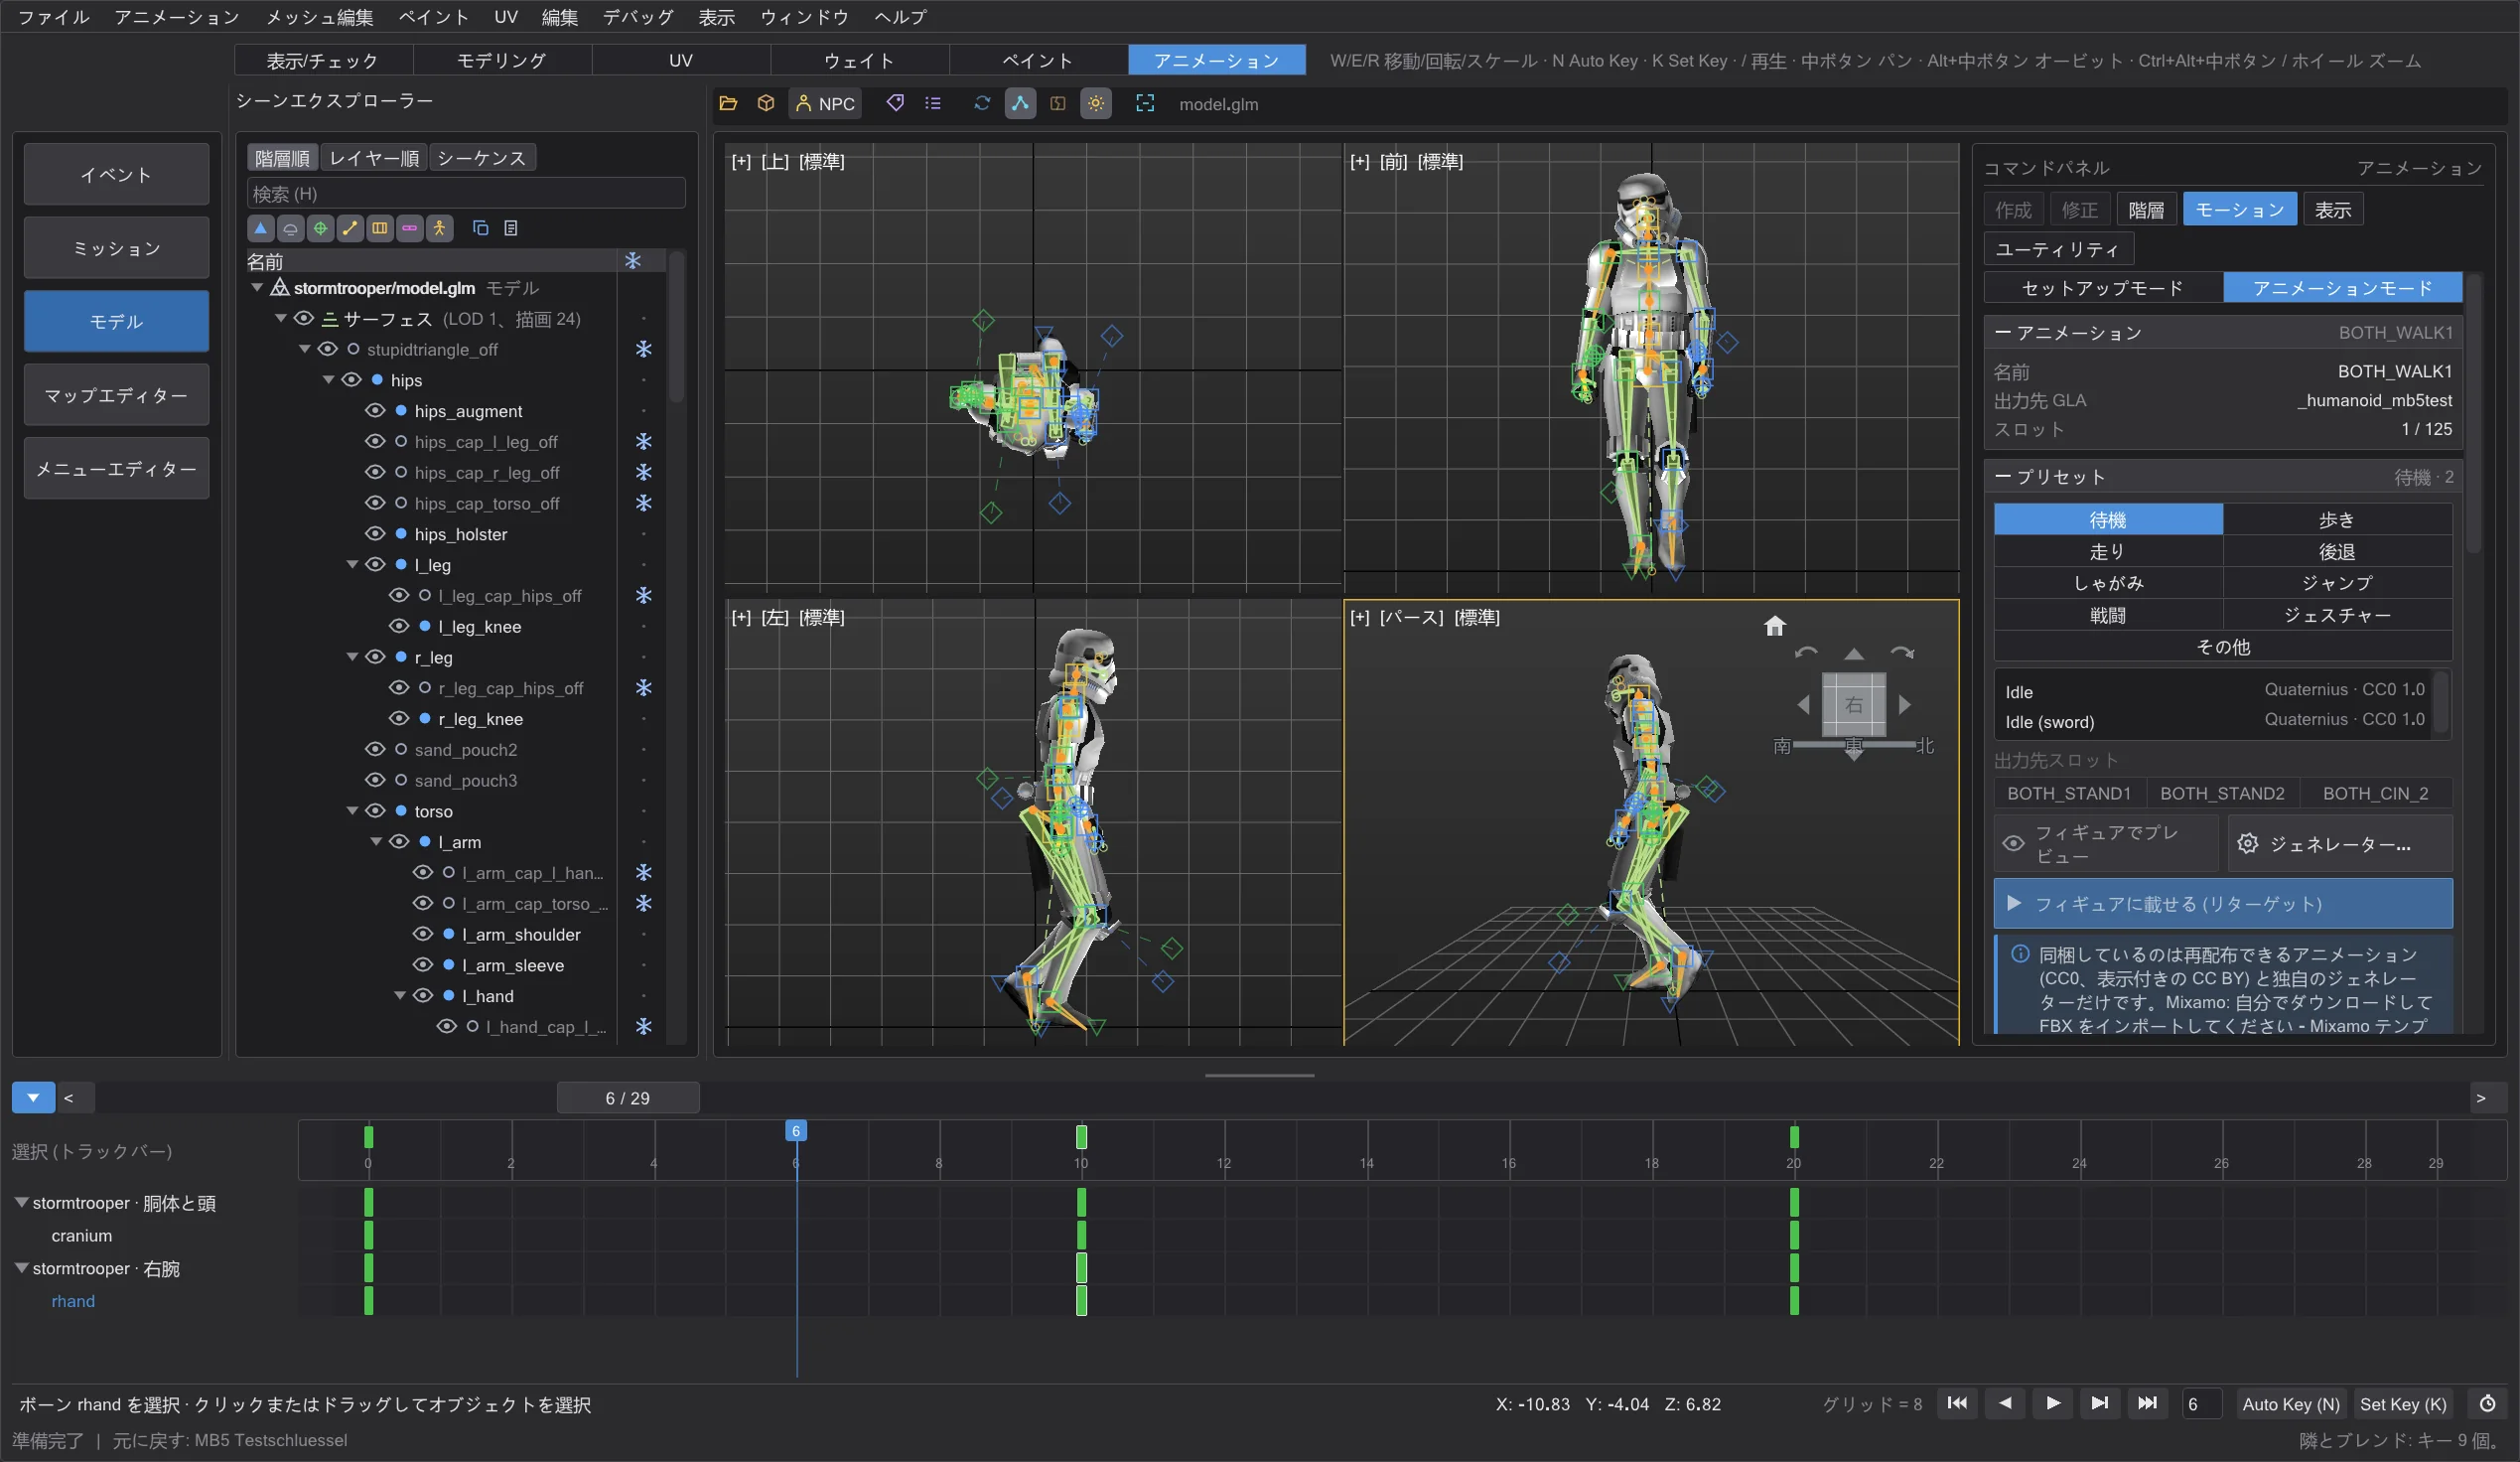 ファイル アニメーション メッシュ編集 ペイント UV 編集 デバッグ 表示 ウィンドウ ヘルプ
表示/チェック モデリング UV ウェイト ペイント アニメーション W/E/R 移動/回転/スケール · N Auto Key · K Set Key · / 再生 · 中ボタン パン · Alt+中ボタン オービット · Ctrl+Alt+中ボタン / ホイール ズーム
シーンエクスプローラー
NPC model.glm
イベント
ミッション
モデル
マップエディター
メニューエディター
階層順 レイヤー順 シーケンス
検索 (H)
名前
stormtrooper/model.glm モデル
サーフェス (LOD 1、描画 24)
stupidtriangle_off
hips
hips_augment
hips_cap_l_leg_off
hips_cap_r_leg_off
hips_cap_torso_off
hips_holster
l_leg
l_leg_cap_hips_off
l_leg_knee
r_leg
r_leg_cap_hips_off
r_leg_knee
sand_pouch2
sand_pouch3
torso
l_arm
l_arm_cap_l_han...
l_arm_cap_torso_...
l_arm_shoulder
l_arm_sleeve
l_hand
l_hand_cap_l_...
[+] [上] [標準]
[+] [前] [標準]
[+] [左] [標準]
[+] [パース] [標準]
右
南 東 北
コマンドパネル アニメーション
作成 修正 階層 モーション 表示
ユーティリティ
セットアップモード アニメーションモード
アニメーション BOTH_WALK1
名前 BOTH_WALK1
出力先 GLA _humanoid_mb5test
スロット 1 / 125
プリセット 待機 · 2
待機 歩き
走り 後退
しゃがみ ジャンプ
戦闘 ジェスチャー
その他
Idle Quaternius · CC0 1.0
Idle (sword) Quaternius · CC0 1.0
出力先スロット
BOTH_STAND1 BOTH_STAND2 BOTH_CIN_2
フィギュアでプレ
ビュー
ジェネレーター...
フィギュアに載せる (リターゲット)
同梱しているのは再配布できるアニメーション
(CC0、表示付きの CC BY) と独自のジェネレー
ターだけです。Mixamo: 自分でダウンロードして
FBX をインポートしてください - Mixamo テンプ
< 6 / 29 >
選択 (トラックバー)
6
0 2 4 6 8 10 12 14 16 18 20 22 24 26 28 29
stormtrooper · 胴体と頭
cranium
stormtrooper · 右腕
rhand
ボーン rhand を選択 · クリックまたはドラッグしてオブジェクトを選択
X: -10.83 Y: -4.04 Z: 6.82 グリッド = 8 6 Auto Key (N) Set Key (K)
準備完了 | 元に戻す: MB5 Testschluessel
隣とブレンド: キー 9 個。